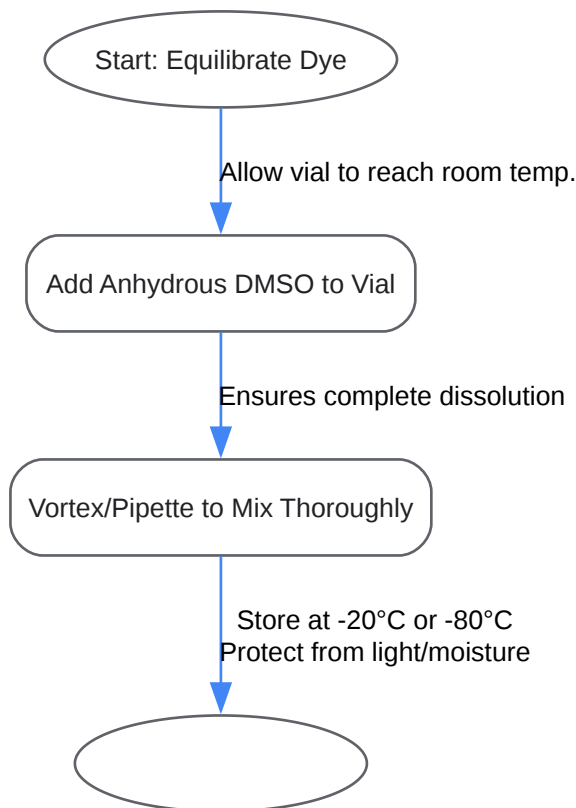 Start: Equilibrate Dye
Allow vial to reach room temp.
Add Anhydrous DMSO to Vial
Ensures complete dissolution
Vortex/Pipette to Mix Thoroughly
Store at -20°C or -80°C
Protect from light/moisture